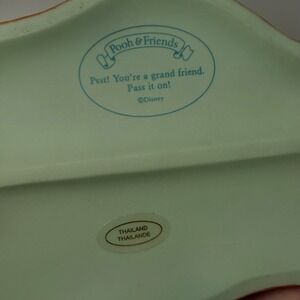 Pooh & Friends
Psst! You're a grand friend.
Pass it on!
©Disney
THAILAND
THAILANDE